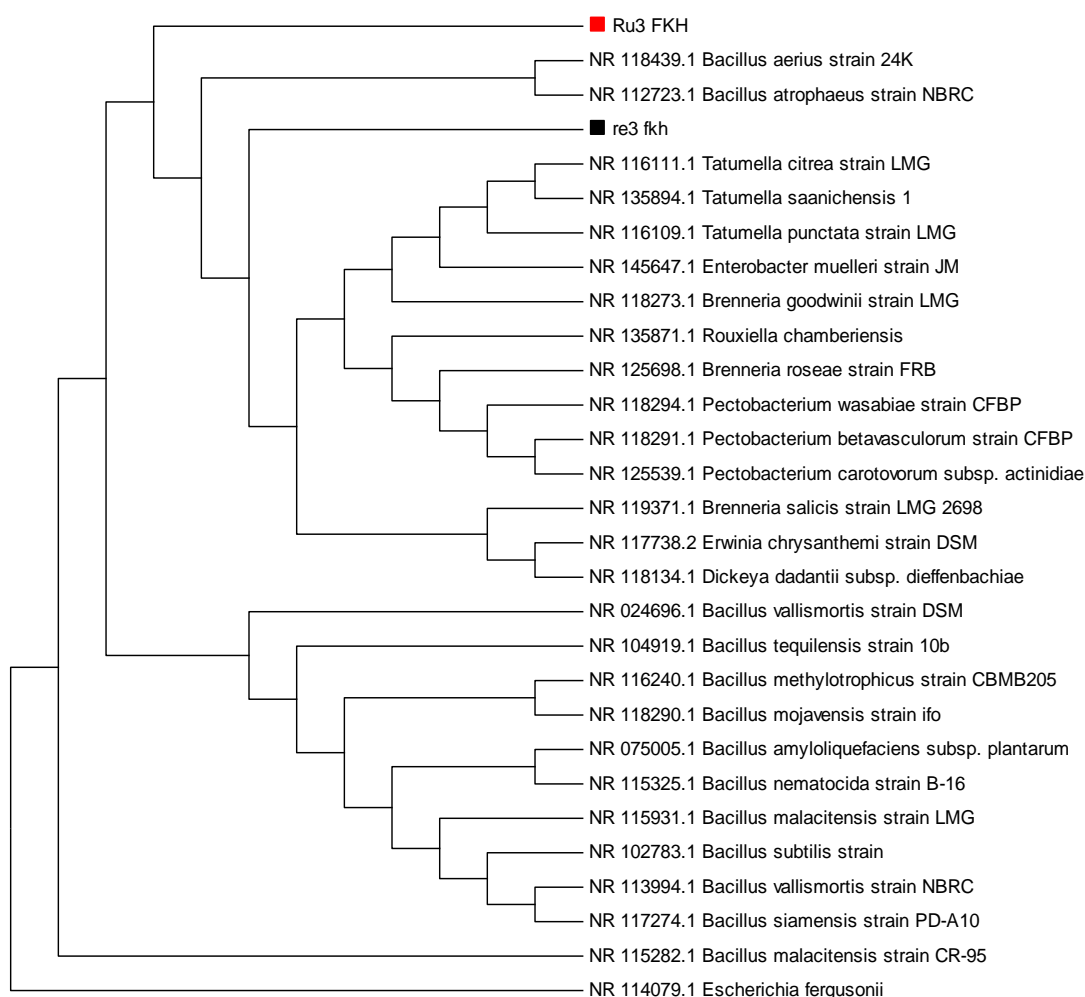 Ru3 FKH
NR 118439.1 Bacillus aerius strain 24K
NR 112723.1 Bacillus atrophaeus strain NBRC
re3 fkh
NR 116111.1 Tatumella citrea strain LMG
NR 135894.1 Tatumella saanichensis 1
NR 116109.1 Tatumella punctata strain LMG
NR 145647.1 Enterobacter muelleri strain JM
NR 118273.1 Brenneria goodwinii strain LMG
NR 135871.1 Rouxiella chamberiensis
NR 125698.1 Brenneria roseae strain FRB
NR 118294.1 Pectobacterium wasabiae strain CFBP
NR 118291.1 Pectobacterium betavasculorum strain CFBP
NR 125539.1 Pectobacterium carotovorum subsp. actinidiae
NR 119371.1 Brenneria salicis strain LMG 2698
NR 117738.2 Erwinia chrysanthemi strain DSM
NR 118134.1 Dickeya dadantii subsp. dieffenbachiae
NR 024696.1 Bacillus vallismortis strain DSM
NR 104919.1 Bacillus tequilensis strain 10b
NR 116240.1 Bacillus methylotrophicus strain CBMB205
NR 118290.1 Bacillus mojavensis strain ifo
NR 075005.1 Bacillus amyloliquefaciens subsp. plantarum
NR 115325.1 Bacillus nematocida strain B-16
NR 115931.1 Bacillus malacitensis strain LMG
NR 102783.1 Bacillus subtilis strain
NR 113994.1 Bacillus vallismortis strain NBRC
NR 117274.1 Bacillus siamensis strain PD-A10
NR 115282.1 Bacillus malacitensis strain CR-95
NR 114079.1 Escherichia fergusonii